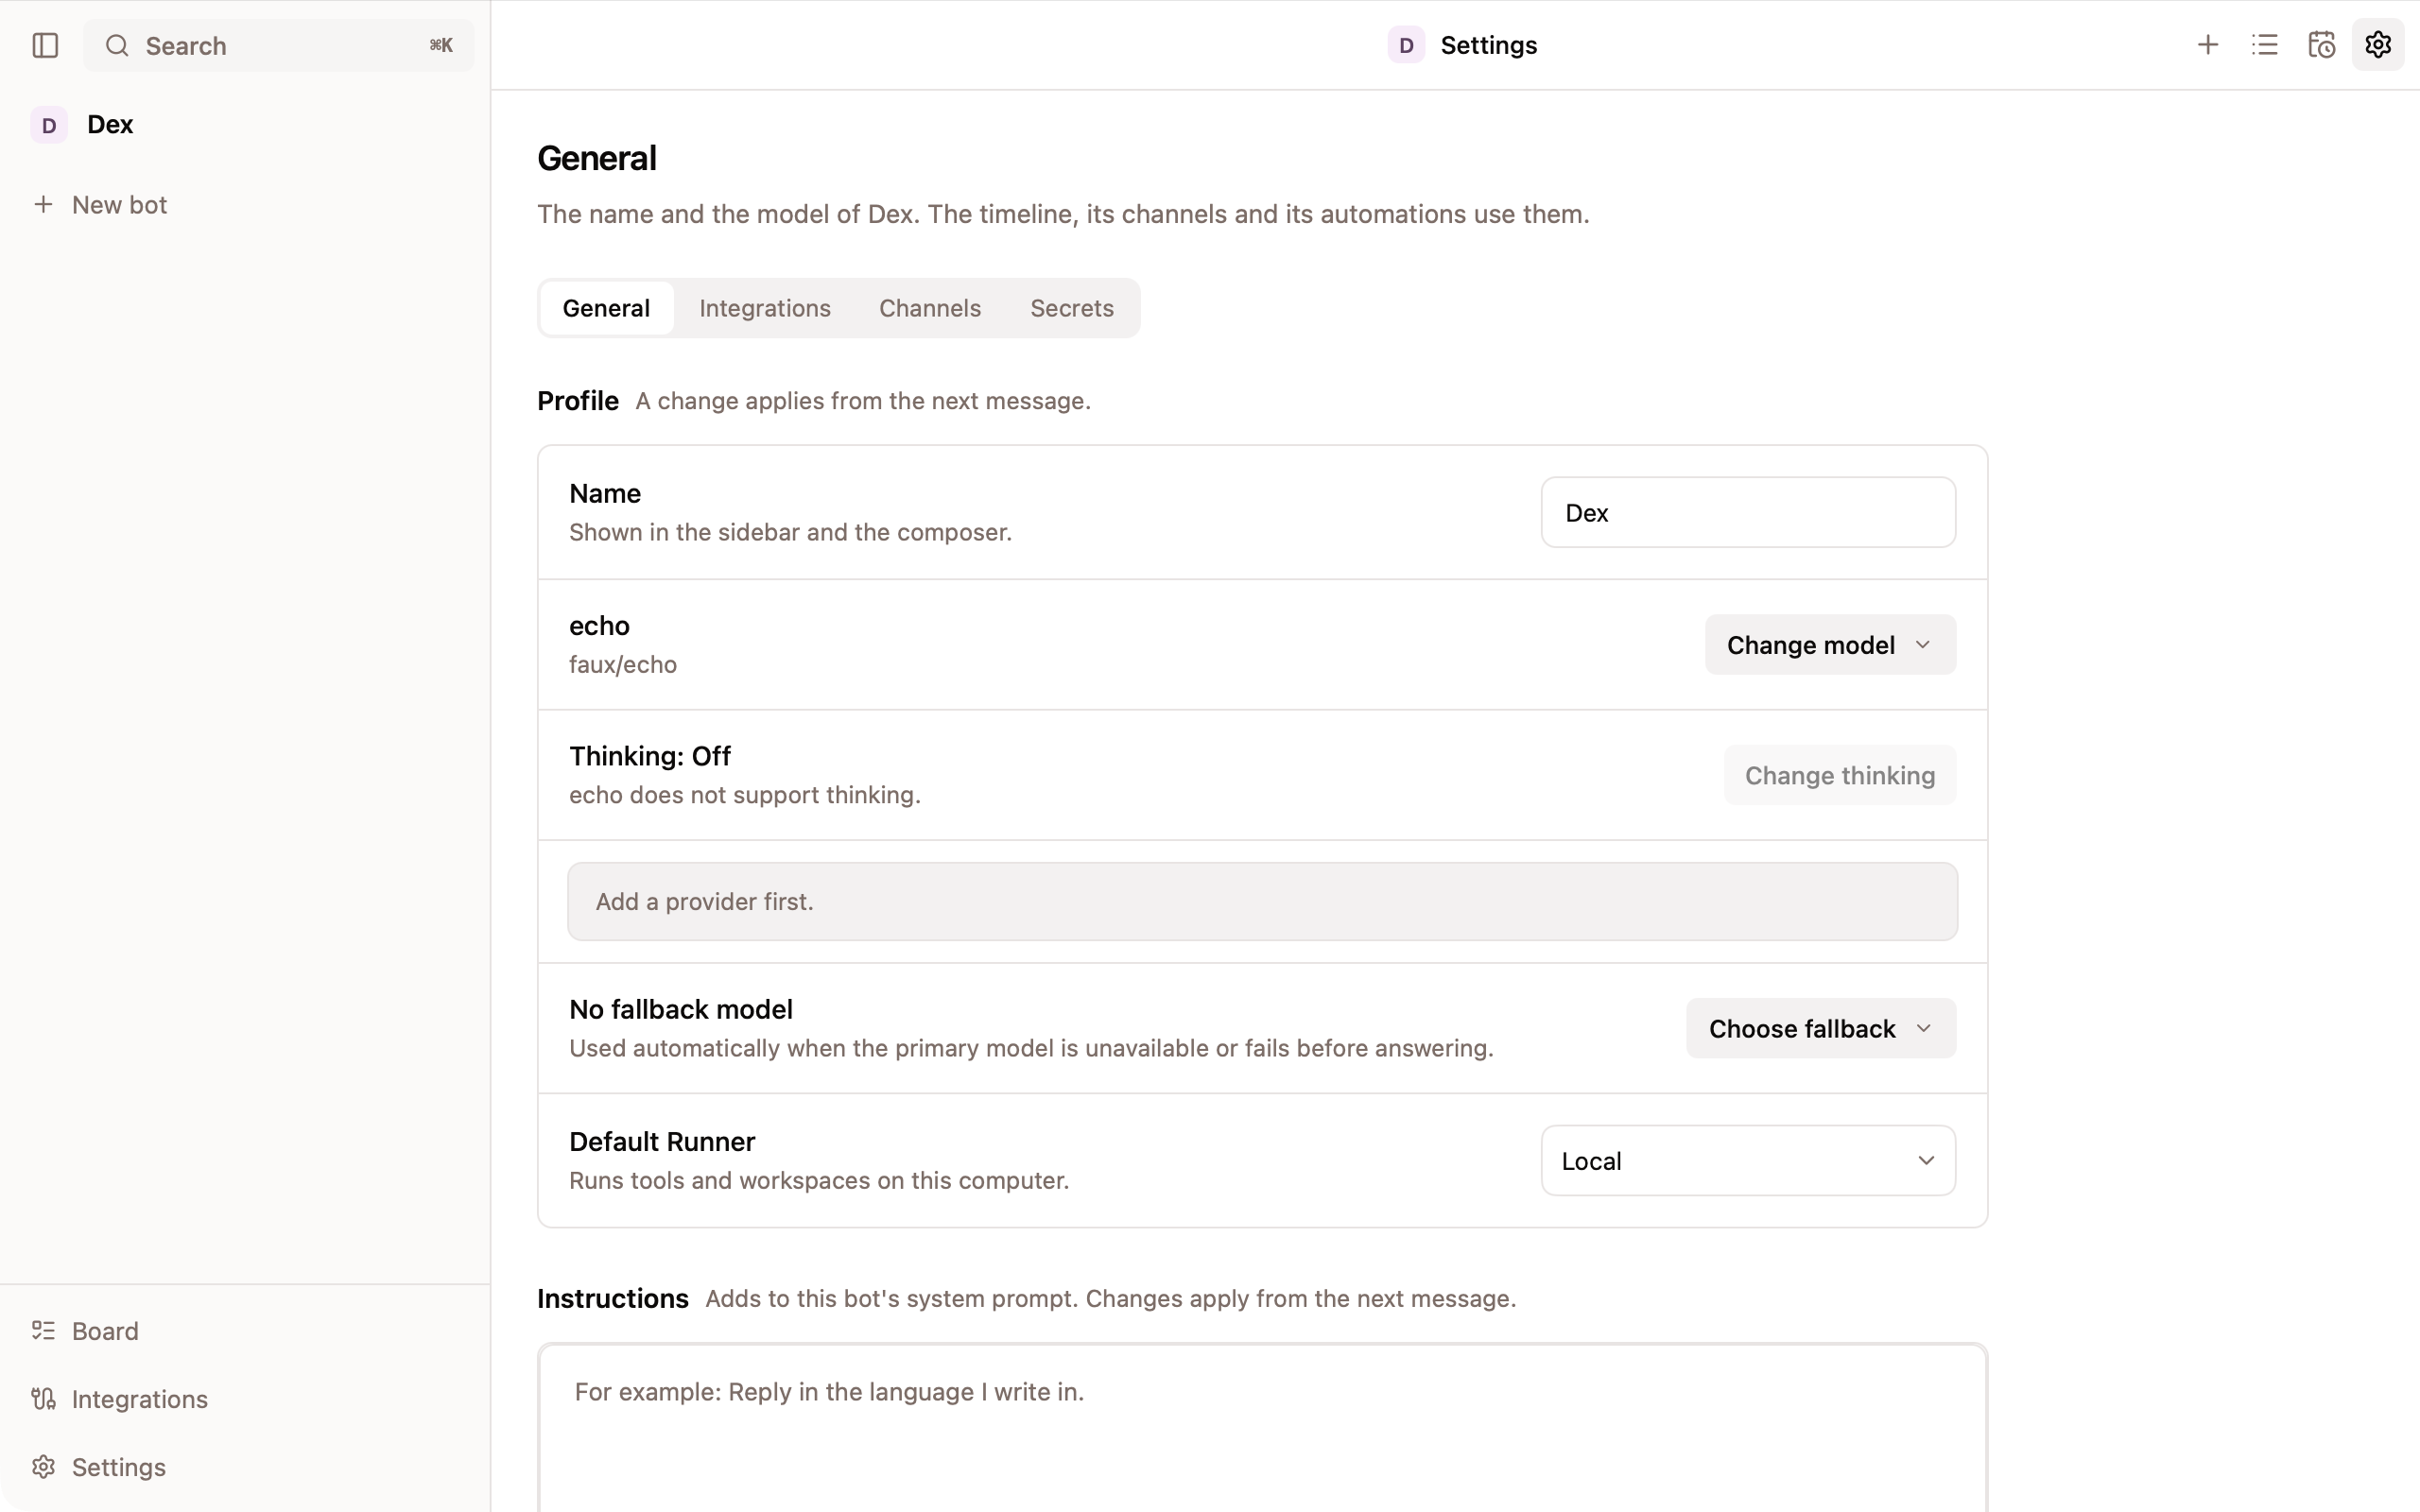 Search
⌘K
D Dex
New bot
Board
Integrations
Settings
D Settings
General
The name and the model of Dex. The timeline, its channels and its automations use them.
General Integrations Channels Secrets
Profile A change applies from the next message.
Name
Shown in the sidebar and the composer.
Dex
echo
faux/echo
Change model
Thinking: Off
echo does not support thinking.
Change thinking
Add a provider first.
No fallback model
Used automatically when the primary model is unavailable or fails before answering.
Choose fallback
Default Runner
Runs tools and workspaces on this computer.
Local
Instructions Adds to this bot's system prompt. Changes apply from the next message.
For example: Reply in the language I write in.